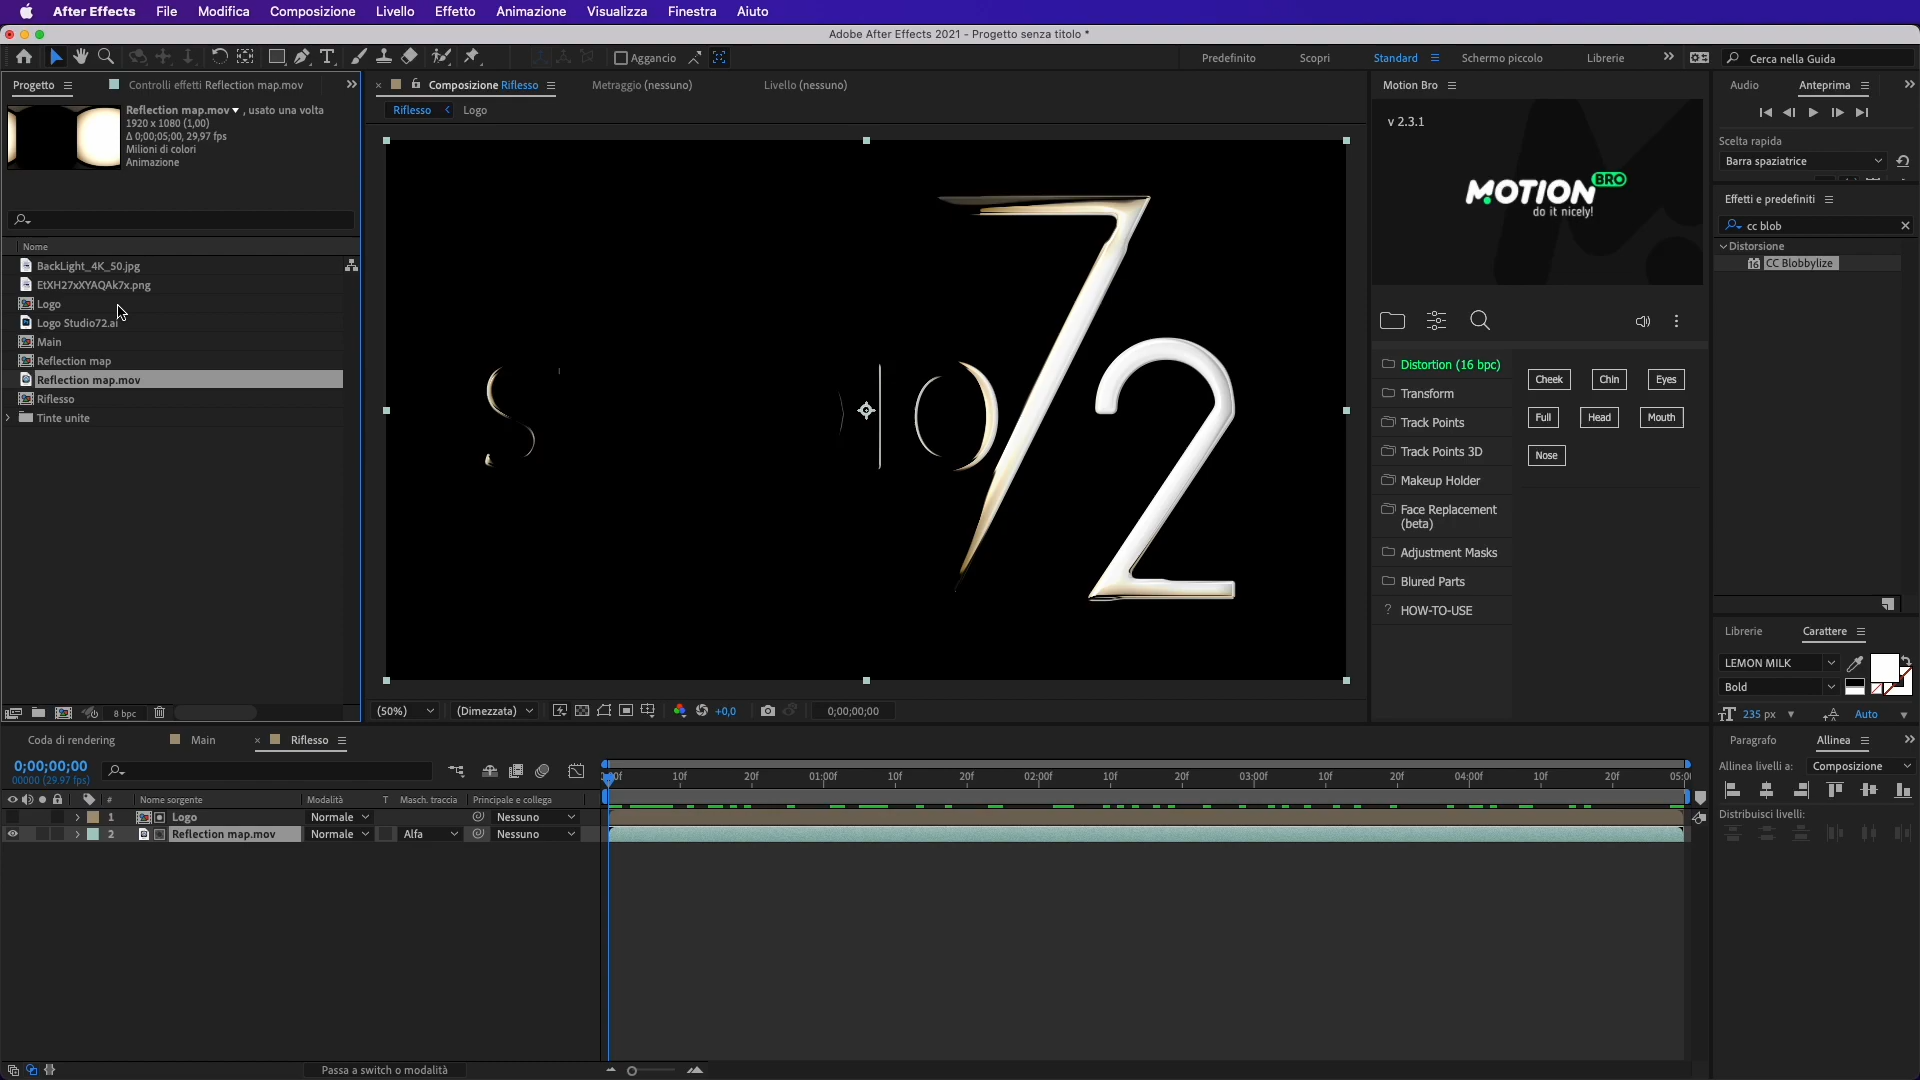 After Effects File Modifica Composizione Livello Effetto Animazione Visualizza Finestra Aiuto
Adobe After Effects 2021 - Progetto senza titolo *
Aggancio
Predefinito Scopri Standard Schermo piccolo Librerie
Cerca nella Guida
Progetto
Controlli effetti Reflection map.mov
Reflection map.mov , usato una volta
1920 x 1080 (1,00)
Δ 0;00;05;00, 29,97 fps
Milioni di colori
Animazione
Nome
BackLight_4K_50.jpg
EtXH27xXYAQAk7x.png
Logo
Logo Studio72.ai
Main
Reflection map
Reflection map.mov
Riflesso
Tinte unite
8 bpc
Composizione Riflesso
Metraggio (nessuno)
Livello (nessuno)
Riflesso Logo
S IO 72
(50%) (Dimezzata) +0,0 0;00;00;00
Motion Bro
v 2.3.1
MOTION BRO
do it nicely!
Distortion (16 bpc)
Transform
Track Points
Track Points 3D
Makeup Holder
Face Replacement
(beta)
Adjustment Masks
Blured Parts
? HOW-TO-USE
Cheek Chin Eyes
Full Head Mouth
Nose
Audio Anteprima
Scelta rapida
Barra spaziatrice
Effetti e predefiniti
cc blob
Distorsione
16 CC Blobbylize
Librerie Carattere
LEMON MILK
Bold
235 px Auto
Paragrafo Allinea
Allinea livelli a: Composizione
Distribuisci livelli:
Coda di rendering Main Riflesso
0;00;00;00
00000 (29.97 fps)
10f 20f 01:00f 10f 20f 02:00f 10f 20f 03:00f 10f 20f 04:00f 10f 20f
# Nome sorgente Modalità T Masch. traccia Principale e collega
1 Logo Normale Nessuno
2 Reflection map.mov Normale Alfa Nessuno
Passa a switch o modalità